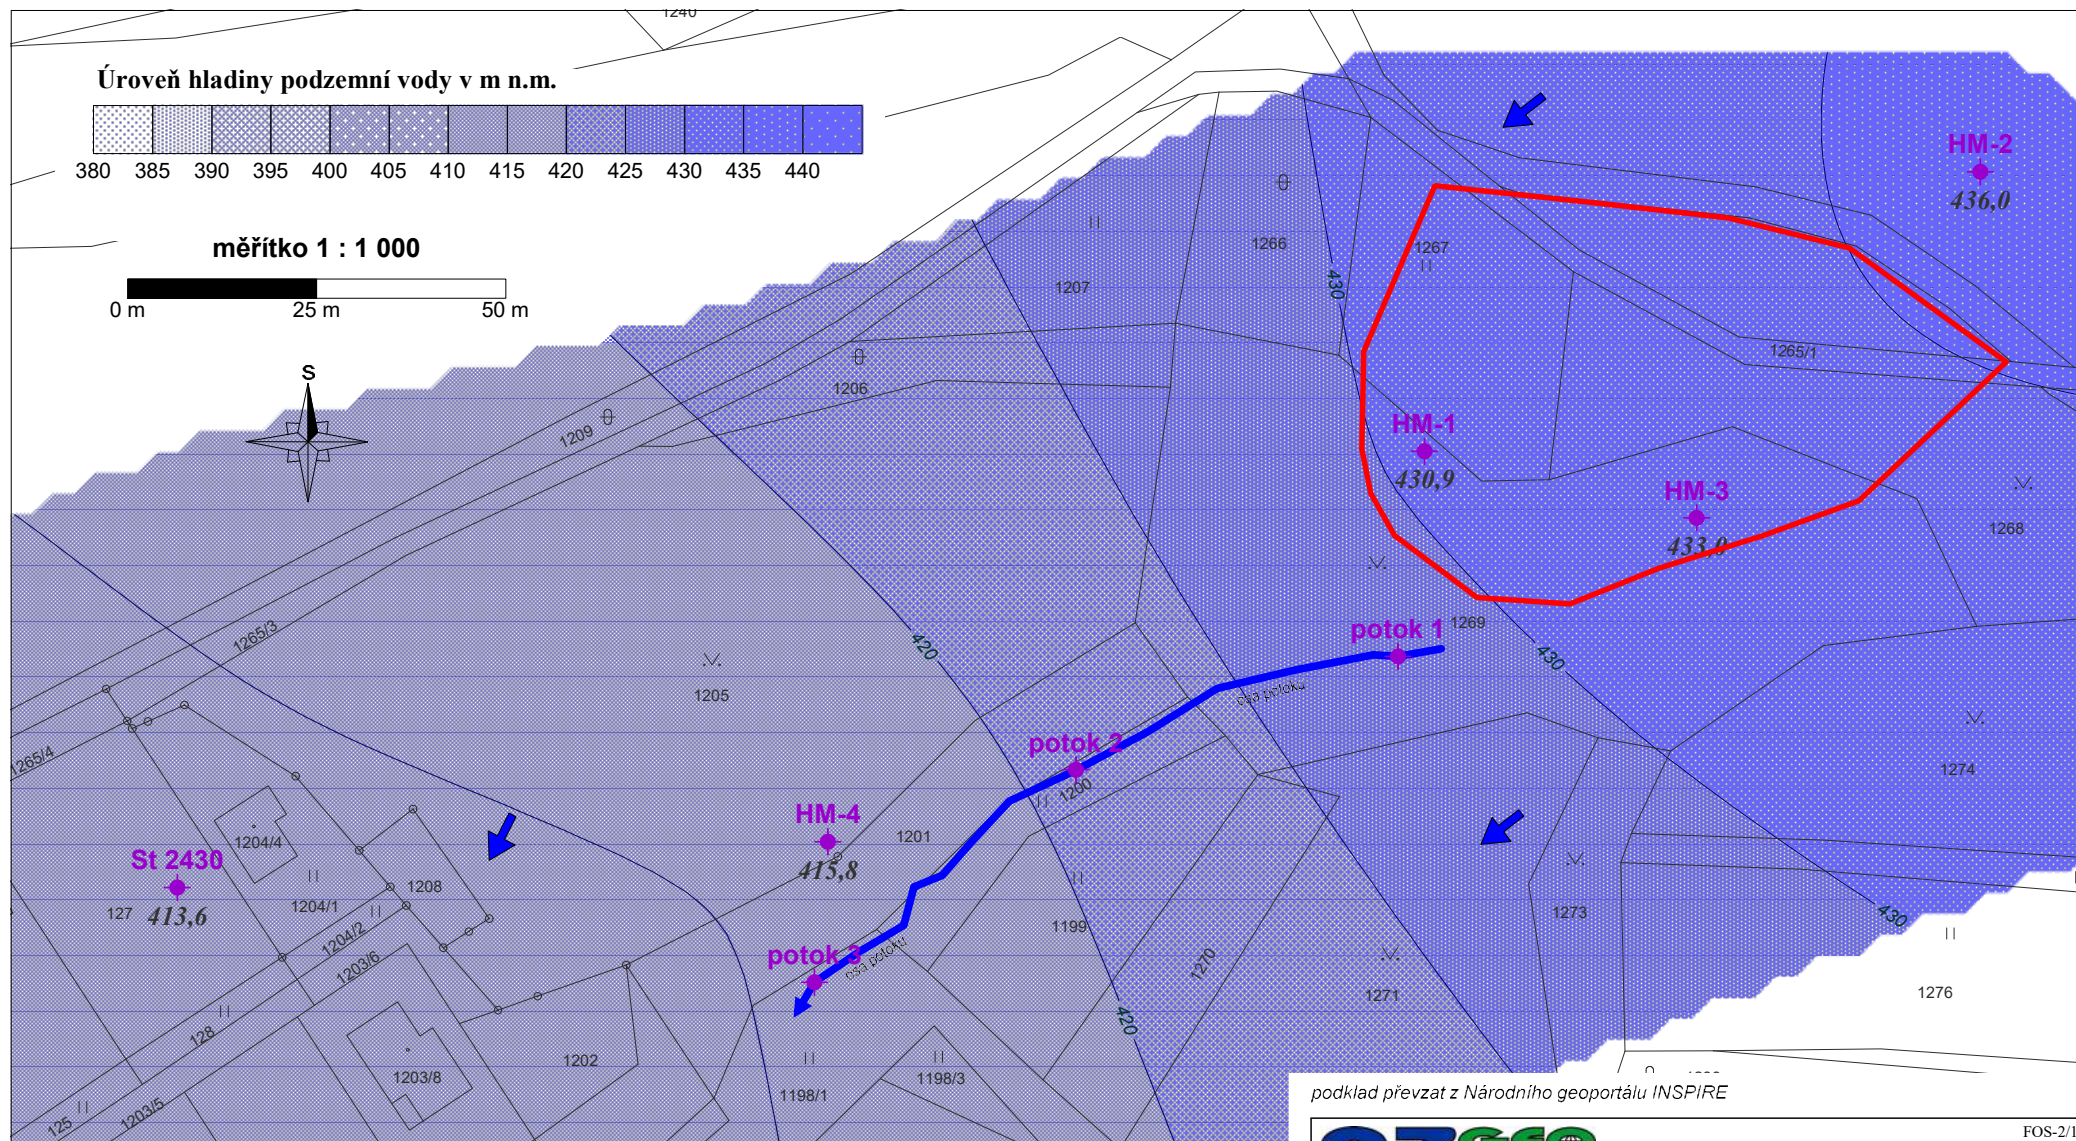 1240
Úroveň hladiny podzemní vody v m n.m.
380 385 390 395 400 405 410 415 420 425 430 435 440
měřítko 1 : 1 000
0 m 25 m 50 m
S
HM-2
436,0
1266
1267
430
1207
1265/1
1206
1209
HM-1
430,9
HM-3
433,0
1268
1269
potok 1
430
420
1265/3
1205
osa potoku
potok 2
1200
1274
1265/4
HM-4
415,8
1201
1204/4
St 2430
413,6
127
1208
1204/1
1204/2
1203/6
1199
1273
430
potok 3
osa potoku
1270
1271
1276
420
128
1202
1203/8
1198/1
1198/3
125
1203/5
podklad převzat z Národního geoportálu INSPIRE
FOS-2/1